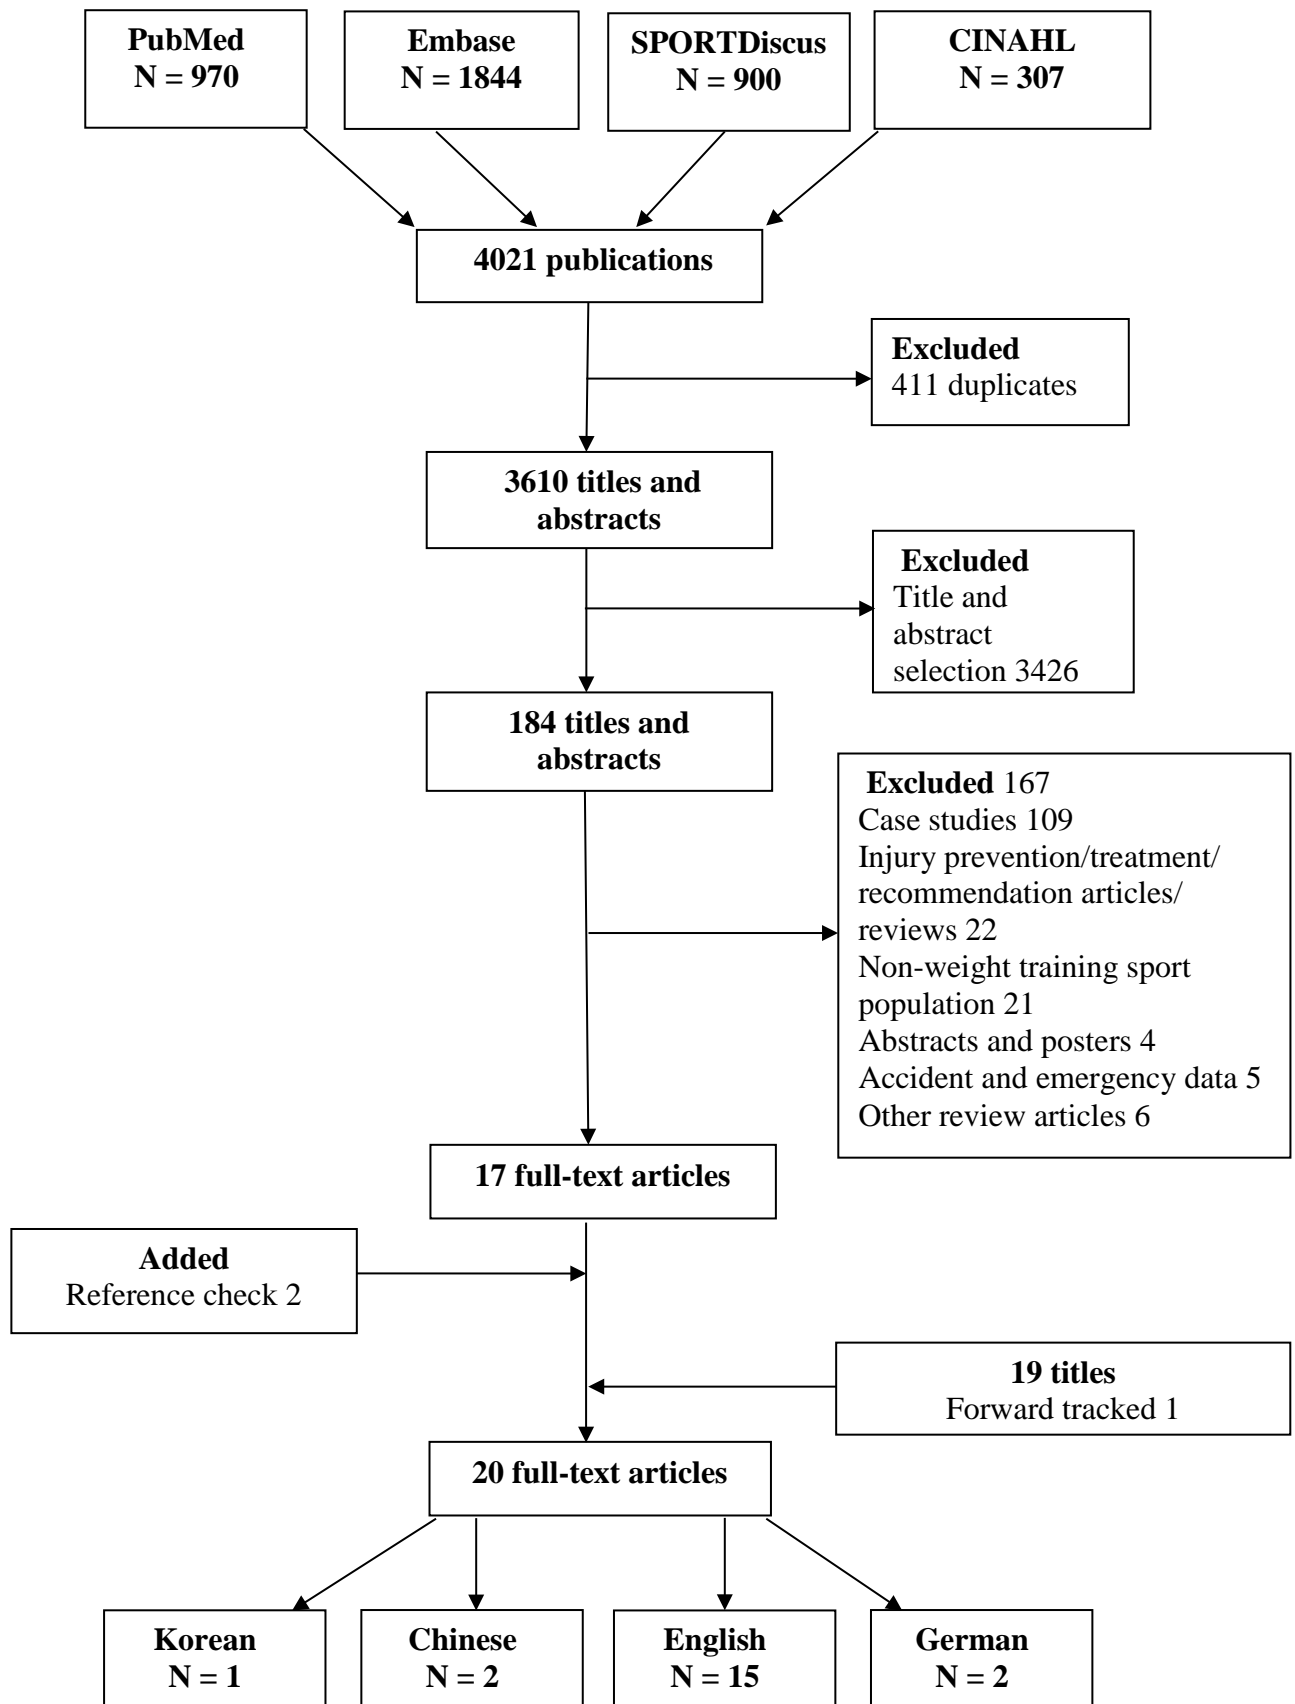 PubMed
N = 970
Embase
N = 1844
SPORTDiscus
N = 900
CINAHL
N = 307
4021 publications
Excluded
411 duplicates
3610 titles and
abstracts
Excluded
Title and
abstract
selection 3426
184 titles and
abstracts
Excluded 167
Case studies 109
Injury prevention/treatment/
recommendation articles/
reviews 22
Non-weight training sport
population 21
Abstracts and posters 4
Accident and emergency data 5
Other review articles 6
17 full-text articles
Added
Reference check 2
19 titles
Forward tracked 1
20 full-text articles
Korean
N = 1
Chinese
N = 2
English
N = 15
German
N = 2